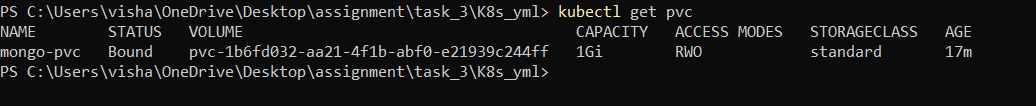 PS C:\Users\visha\OneDrive\Desktop\assignment\task_3\K8s_yml> kubectl get pvc
NAME STATUS VOLUME CAPACITY ACCESS MODES STORAGECLASS AGE
mongo-pvc Bound pvc-1b6fd032-aa21-4f1b-abf0-e21939c244ff 1Gi RWO standard 17m
PS C:\Users\visha\OneDrive\Desktop\assignment\task_3\K8s_yml>